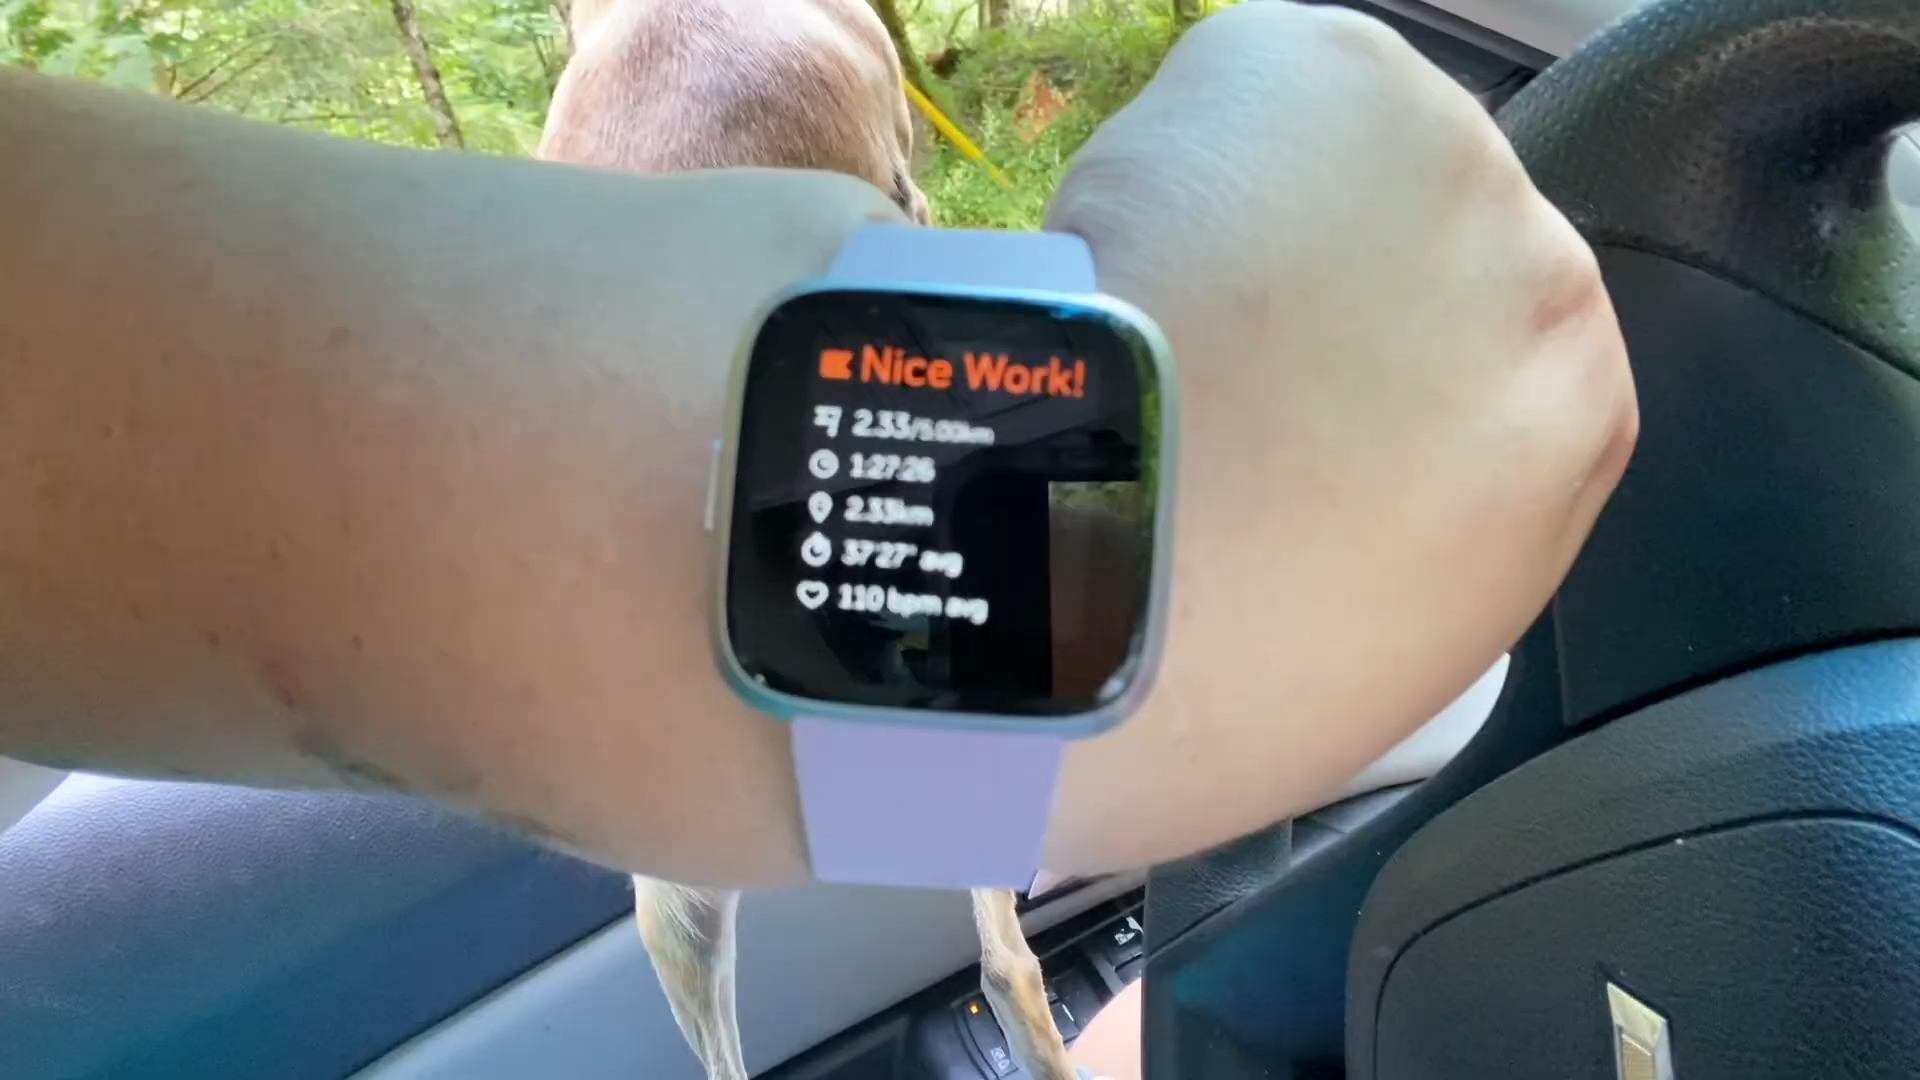 Nice Work!
2.33/5.00km
1:27:26
2.33km
37'27" avg
110 bpm avg